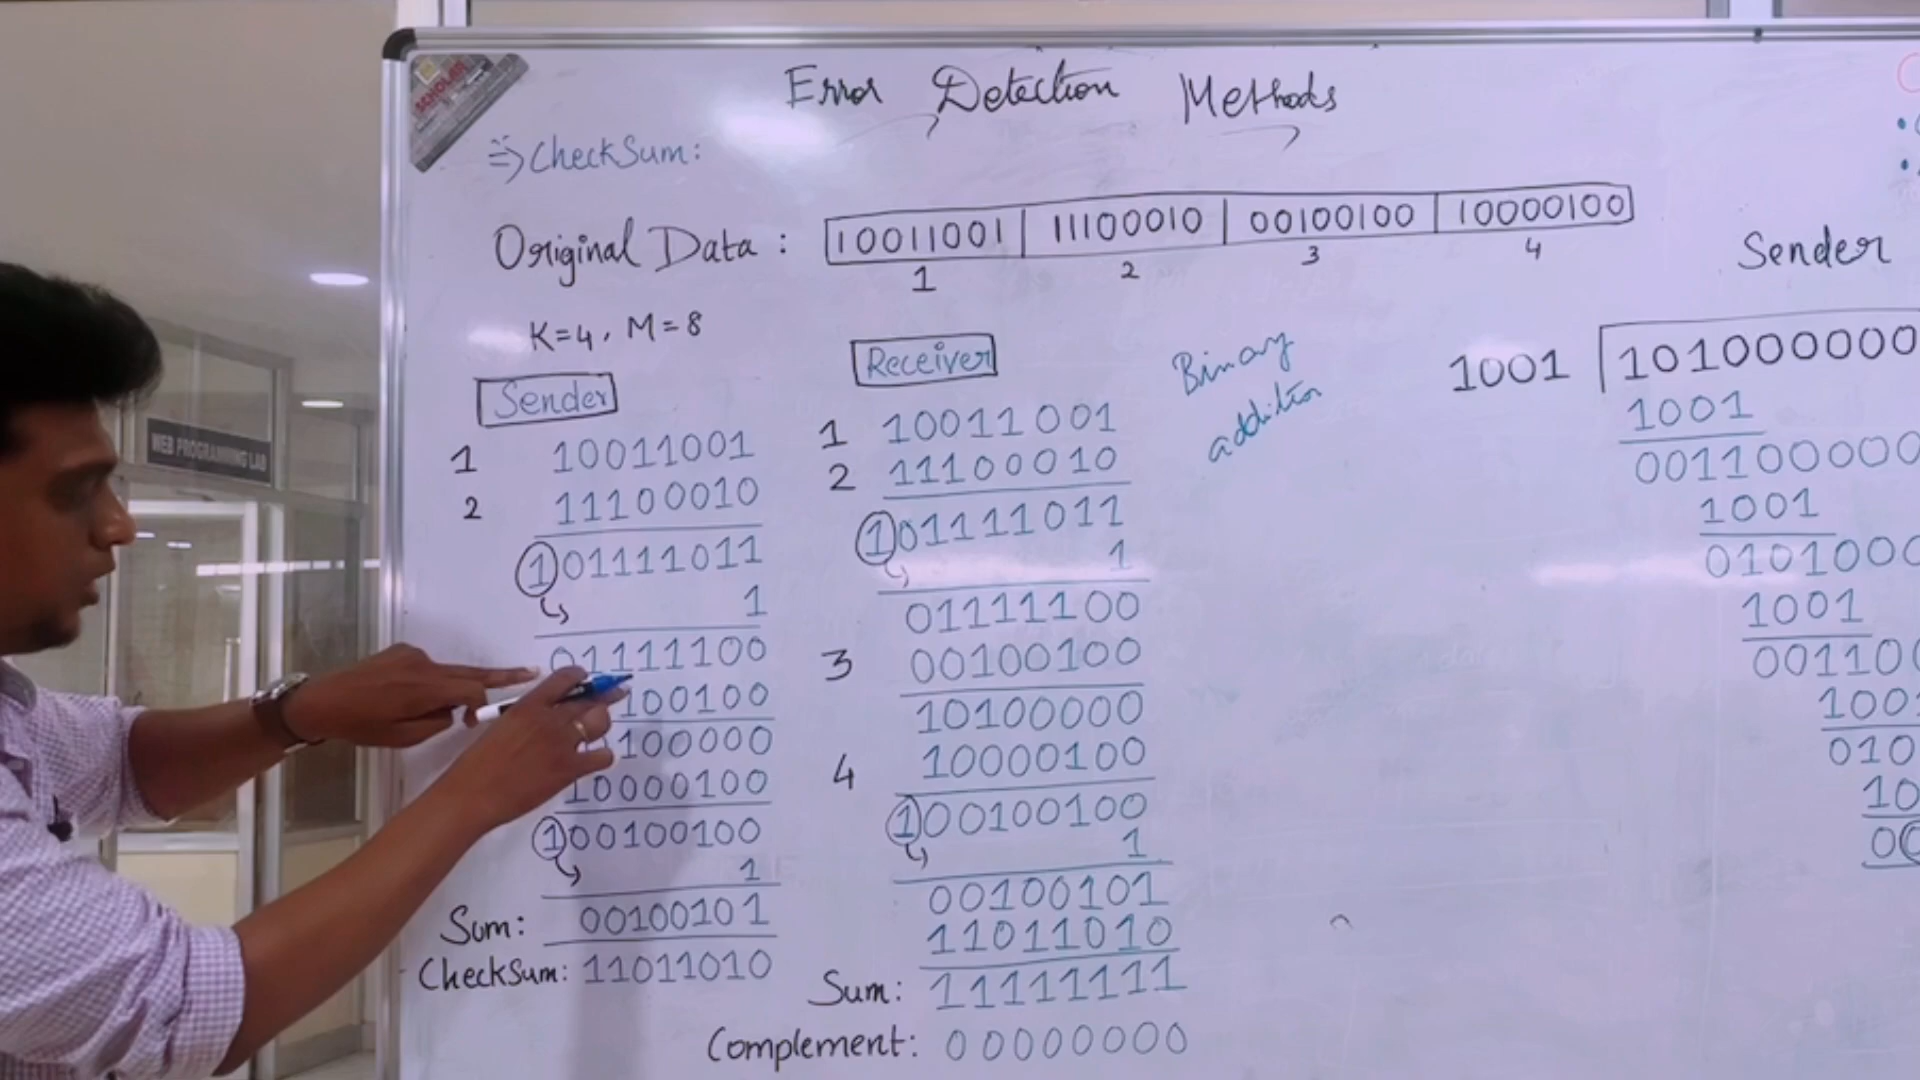 SCHOLAR
Error Detection Methods
=> CheckSum:
Original Data : 10011001 | 11100010 | 00100100 | 10000100
1 2 3 4
K=4, M=8
WEB PROGRAMMING LAB
Sender
1 10011001
2 11100010
101111011
1
01111100
100100
100000
10000100
100100100
1
Sum: 00100101
CheckSum: 11011010
Receiver
1 10011001
2 11100010
101111011
1
01111100
3 00100100
10100000
4 10000100
100100100
1
00100101
11011010
Sum: 11111111
Complement: 00000000
Binary
addition
Sender
1001 101000000
1001
001100000
1001
0101000
1001
001100
100
010
10
00